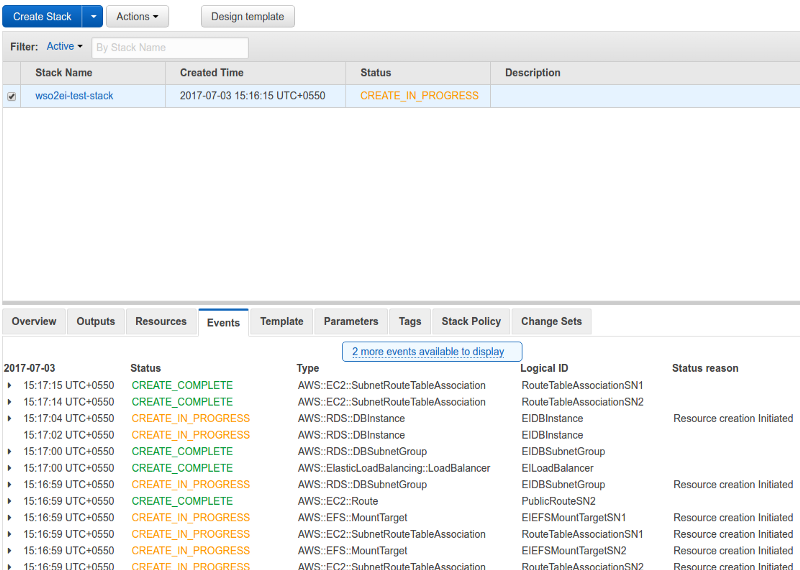 Create Stack Actions Design template
Filter: Active By Stack Name
Stack Name Created Time Status Description
wso2ei-test-stack 2017-07-03 15:16:15 UTC+0550 CREATE_IN_PROGRESS
Overview Outputs Resources Events Template Parameters Tags Stack Policy Change Sets
2 more events available to display
2017-07-03 Status Type Logical ID Status reason
15:17:15 UTC+0550 CREATE_COMPLETE AWS::EC2::SubnetRouteTableAssociation RouteTableAssociationSN1
15:17:14 UTC+0550 CREATE_COMPLETE AWS::EC2::SubnetRouteTableAssociation RouteTableAssociationSN2
15:17:04 UTC+0550 CREATE_IN_PROGRESS AWS::RDS::DBInstance EIDBInstance Resource creation Initiated
15:17:02 UTC+0550 CREATE_IN_PROGRESS AWS::RDS::DBInstance EIDBInstance
15:17:00 UTC+0550 CREATE_COMPLETE AWS::RDS::DBSubnetGroup EIDBSubnetGroup
15:17:00 UTC+0550 CREATE_COMPLETE AWS::ElasticLoadBalancing::LoadBalancer EILoadBalancer
15:16:59 UTC+0550 CREATE_IN_PROGRESS AWS::RDS::DBSubnetGroup EIDBSubnetGroup Resource creation Initiated
15:16:59 UTC+0550 CREATE_COMPLETE AWS::EC2::Route PublicRouteSN2
15:16:59 UTC+0550 CREATE_IN_PROGRESS AWS::EFS::MountTarget EIEFSMountTargetSN1 Resource creation Initiated
15:16:59 UTC+0550 CREATE_IN_PROGRESS AWS::EC2::SubnetRouteTableAssociation RouteTableAssociationSN1 Resource creation Initiated
15:16:59 UTC+0550 CREATE_IN_PROGRESS AWS::EFS::MountTarget EIEFSMountTargetSN2 Resource creation Initiated
15:16:59 UTC+0550 CREATE_IN_PROGRESS AWS::EC2::SubnetRouteTableAssociation RouteTableAssociationSN2 Resource creation Initiated